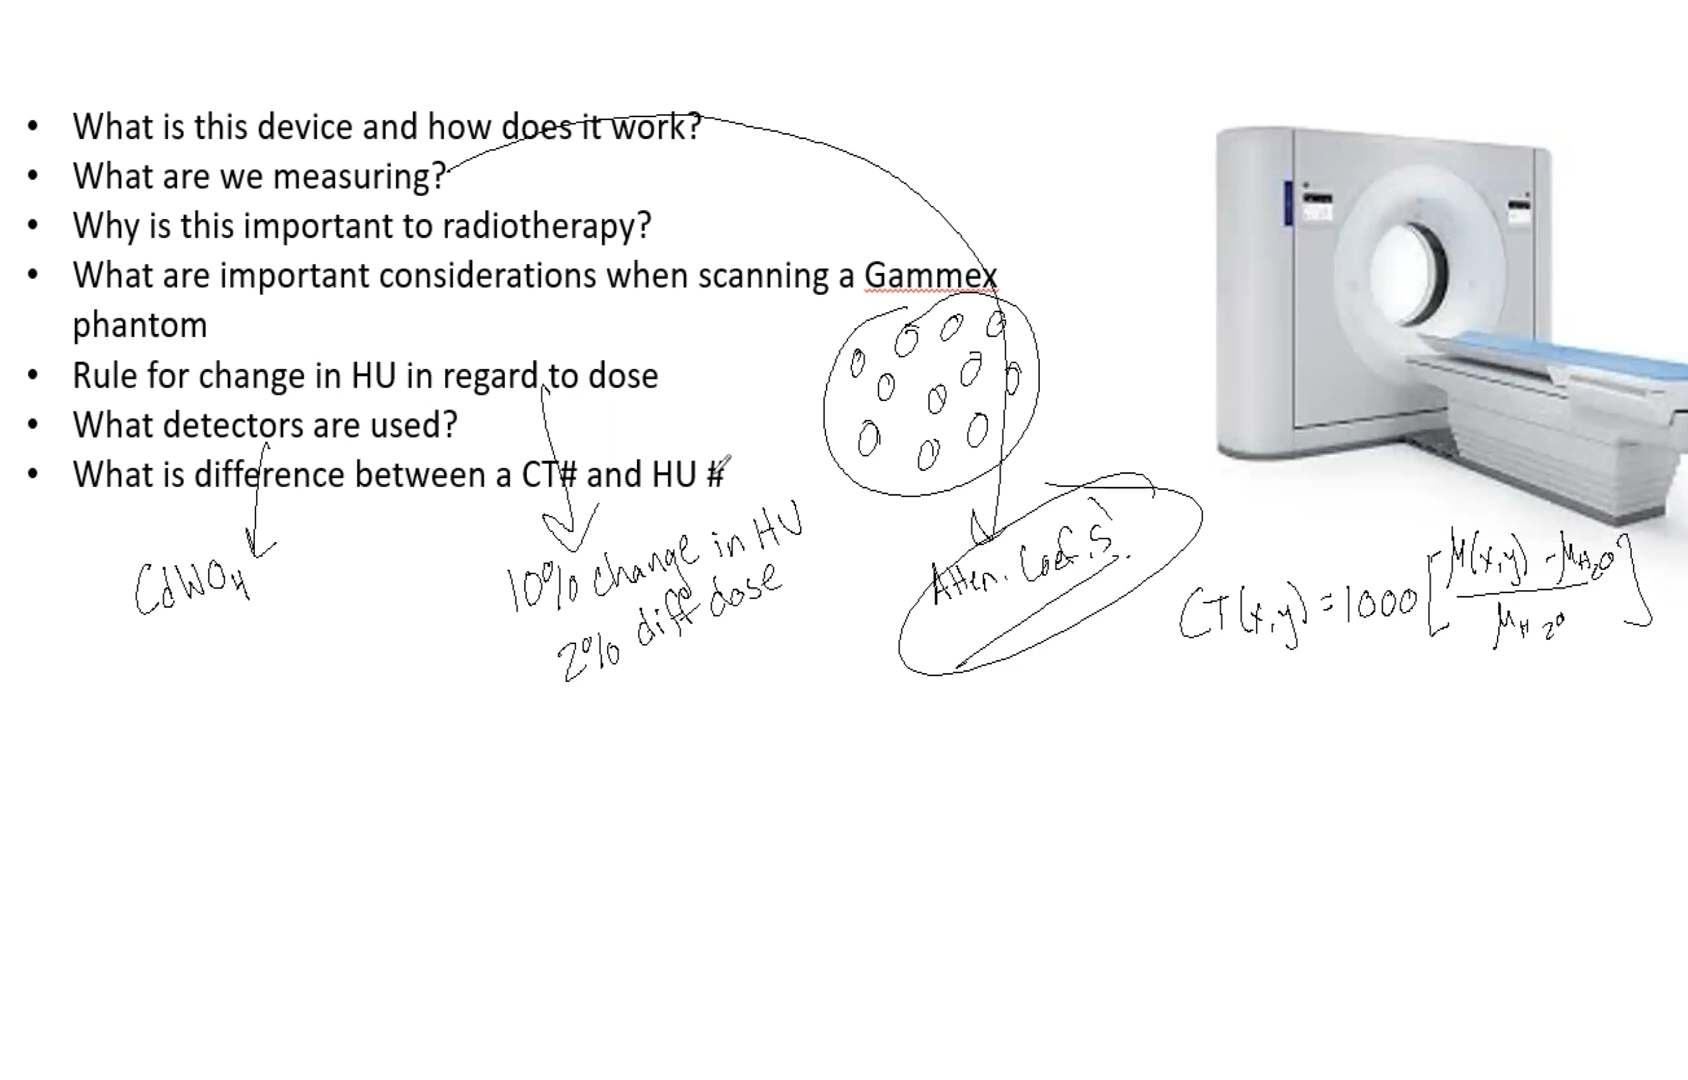 • What is this device and how does it work?
• What are we measuring?
• Why is this important to radiotherapy?
• What are important considerations when scanning a Gammex
phantom
• Rule for change in HU in regard to dose
• What detectors are used?
• What is difference between a CT# and HU #
CdWO4
10% change in HU
2% diff dose
Atten. Coef.s.
CT(x,y) = 1000 [ μ(x,y) - μH2O / μH2O ]